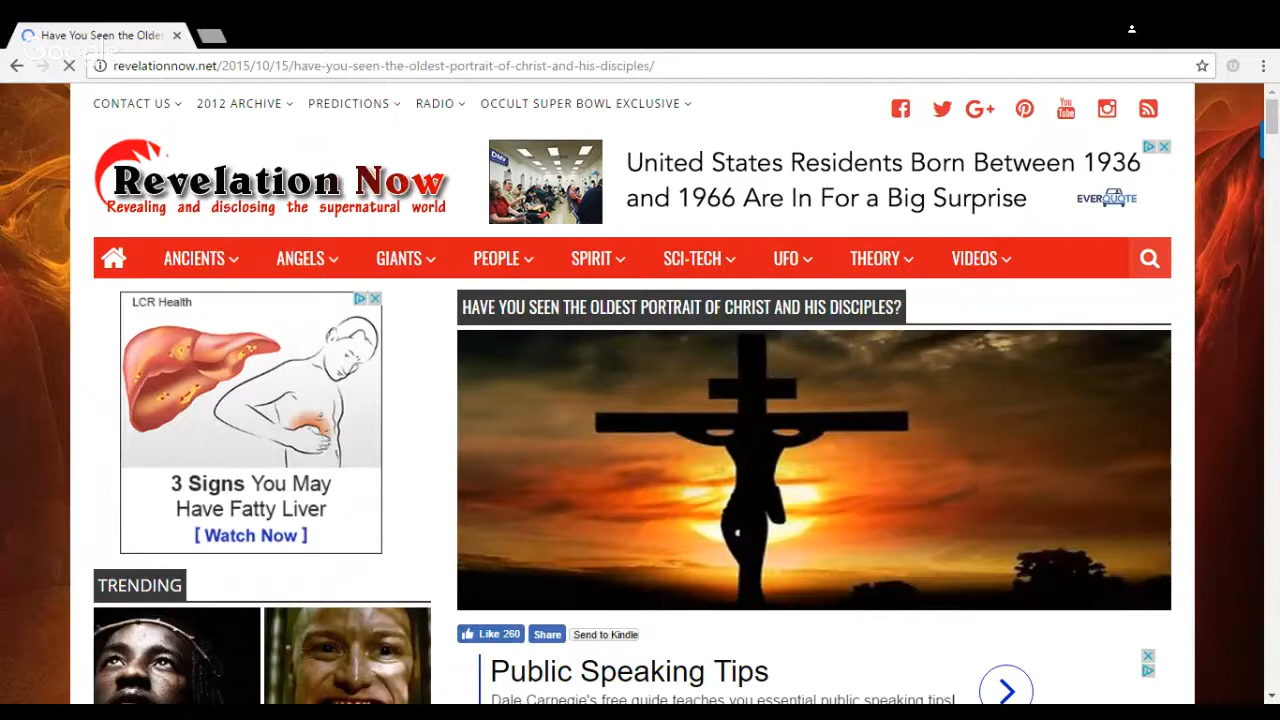 Have You Seen the Oldes
Google
revelationnow.net/2015/10/15/have-you-seen-the-oldest-portrait-of-christ-and-his-disciples/
CONTACT US 2012 ARCHIVE PREDICTIONS RADIO OCCULT SUPER BOWL EXCLUSIVE
You
Tube
Revelation Now
Revealing and disclosing the supernatural world
DMV
United States Residents Born Between 1936
and 1966 Are In For a Big Surprise
EVERQUOTE
ANCIENTS ANGELS GIANTS PEOPLE SPIRIT SCI-TECH UFO THEORY VIDEOS
LCR Health
3 Signs You May
Have Fatty Liver
[ Watch Now ]
TRENDING
HAVE YOU SEEN THE OLDEST PORTRAIT OF CHRIST AND HIS DISCIPLES?
Like 260 Share Send to Kindle
Public Speaking Tips
Dale Carnegie's free guide teaches you essential public speaking tips!